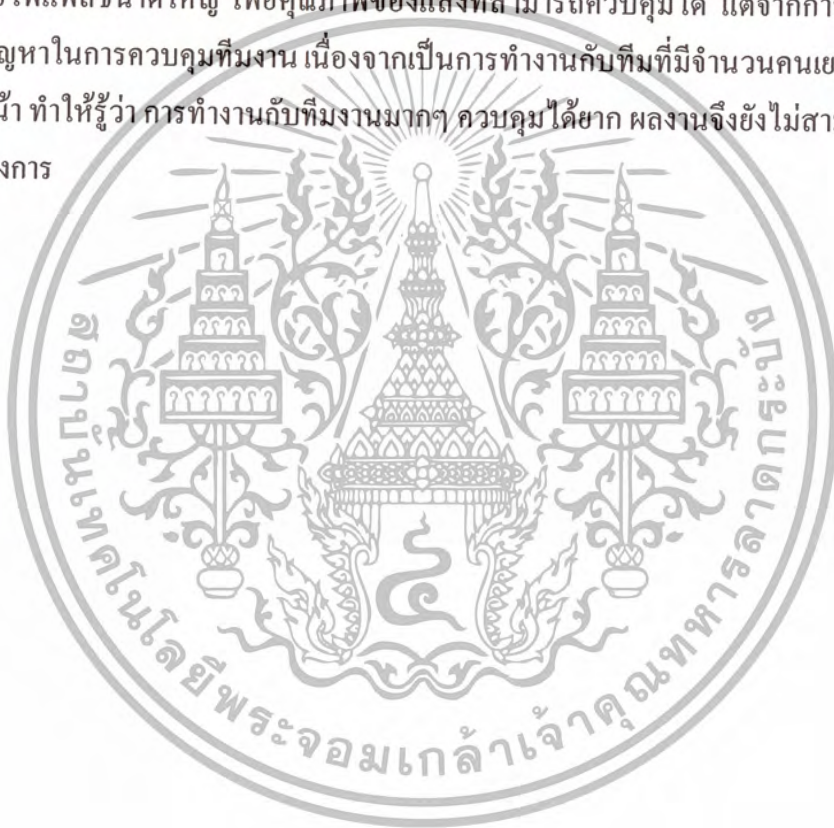 เพื่อคุณภาพของแสงที่สามารถควบคุมได้ แต่จากกา
ญหาในการควบคุมทีมงาน เนื่องจากเป็นการทำงานกับทีมที่มีจำนวนคนเย
น้า ทำให้รู้ว่า การทำงานกับทีมงานมากๆ ควบคุมได้ยาก ผลงานจึงยังไม่สา
งการ
สถาบันเทคโนโลยีพระจอมเกล้าเจ้าคุณทหารลาดกระบัง